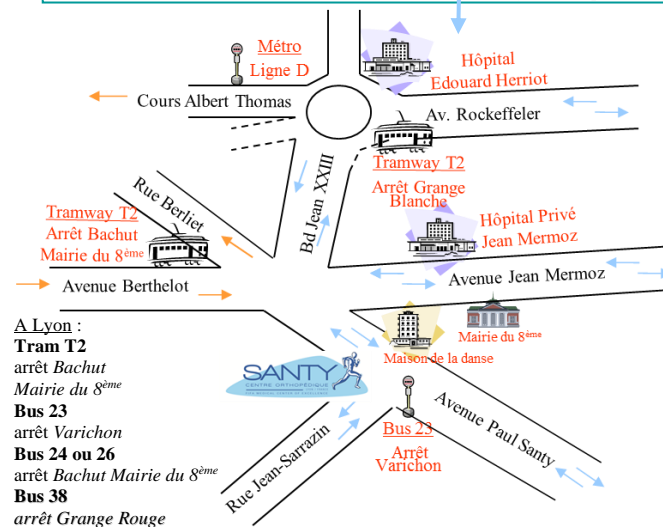 Métro
Ligne D
Hôpital
Edouard Herriot
Cours Albert Thomas
Av. Rockeffeler
Tramway T2
Arrêt Grange
Blanche
Bd Jean XXIII
Rue Berliet
Tramway T2
Arrêt Bachut
Mairie du 8ème
Hôpital Privé
Jean Mermoz
Avenue Berthelot
Avenue Jean Mermoz
Mairie du 8ème
Maison de la danse
SANTY
CENTRE ORTHOPÉDIQUE
Bus 23
Arrêt
Varichon
Avenue Paul Santy
Rue Jean-Sarrazin
A Lyon :
Tram T2
arrêt Bachut
Mairie du 8ème
Bus 23
arrêt Varichon
Bus 24 ou 26
arrêt Bachut Mairie du 8ème
Bus 38
arrêt Grange Rouge